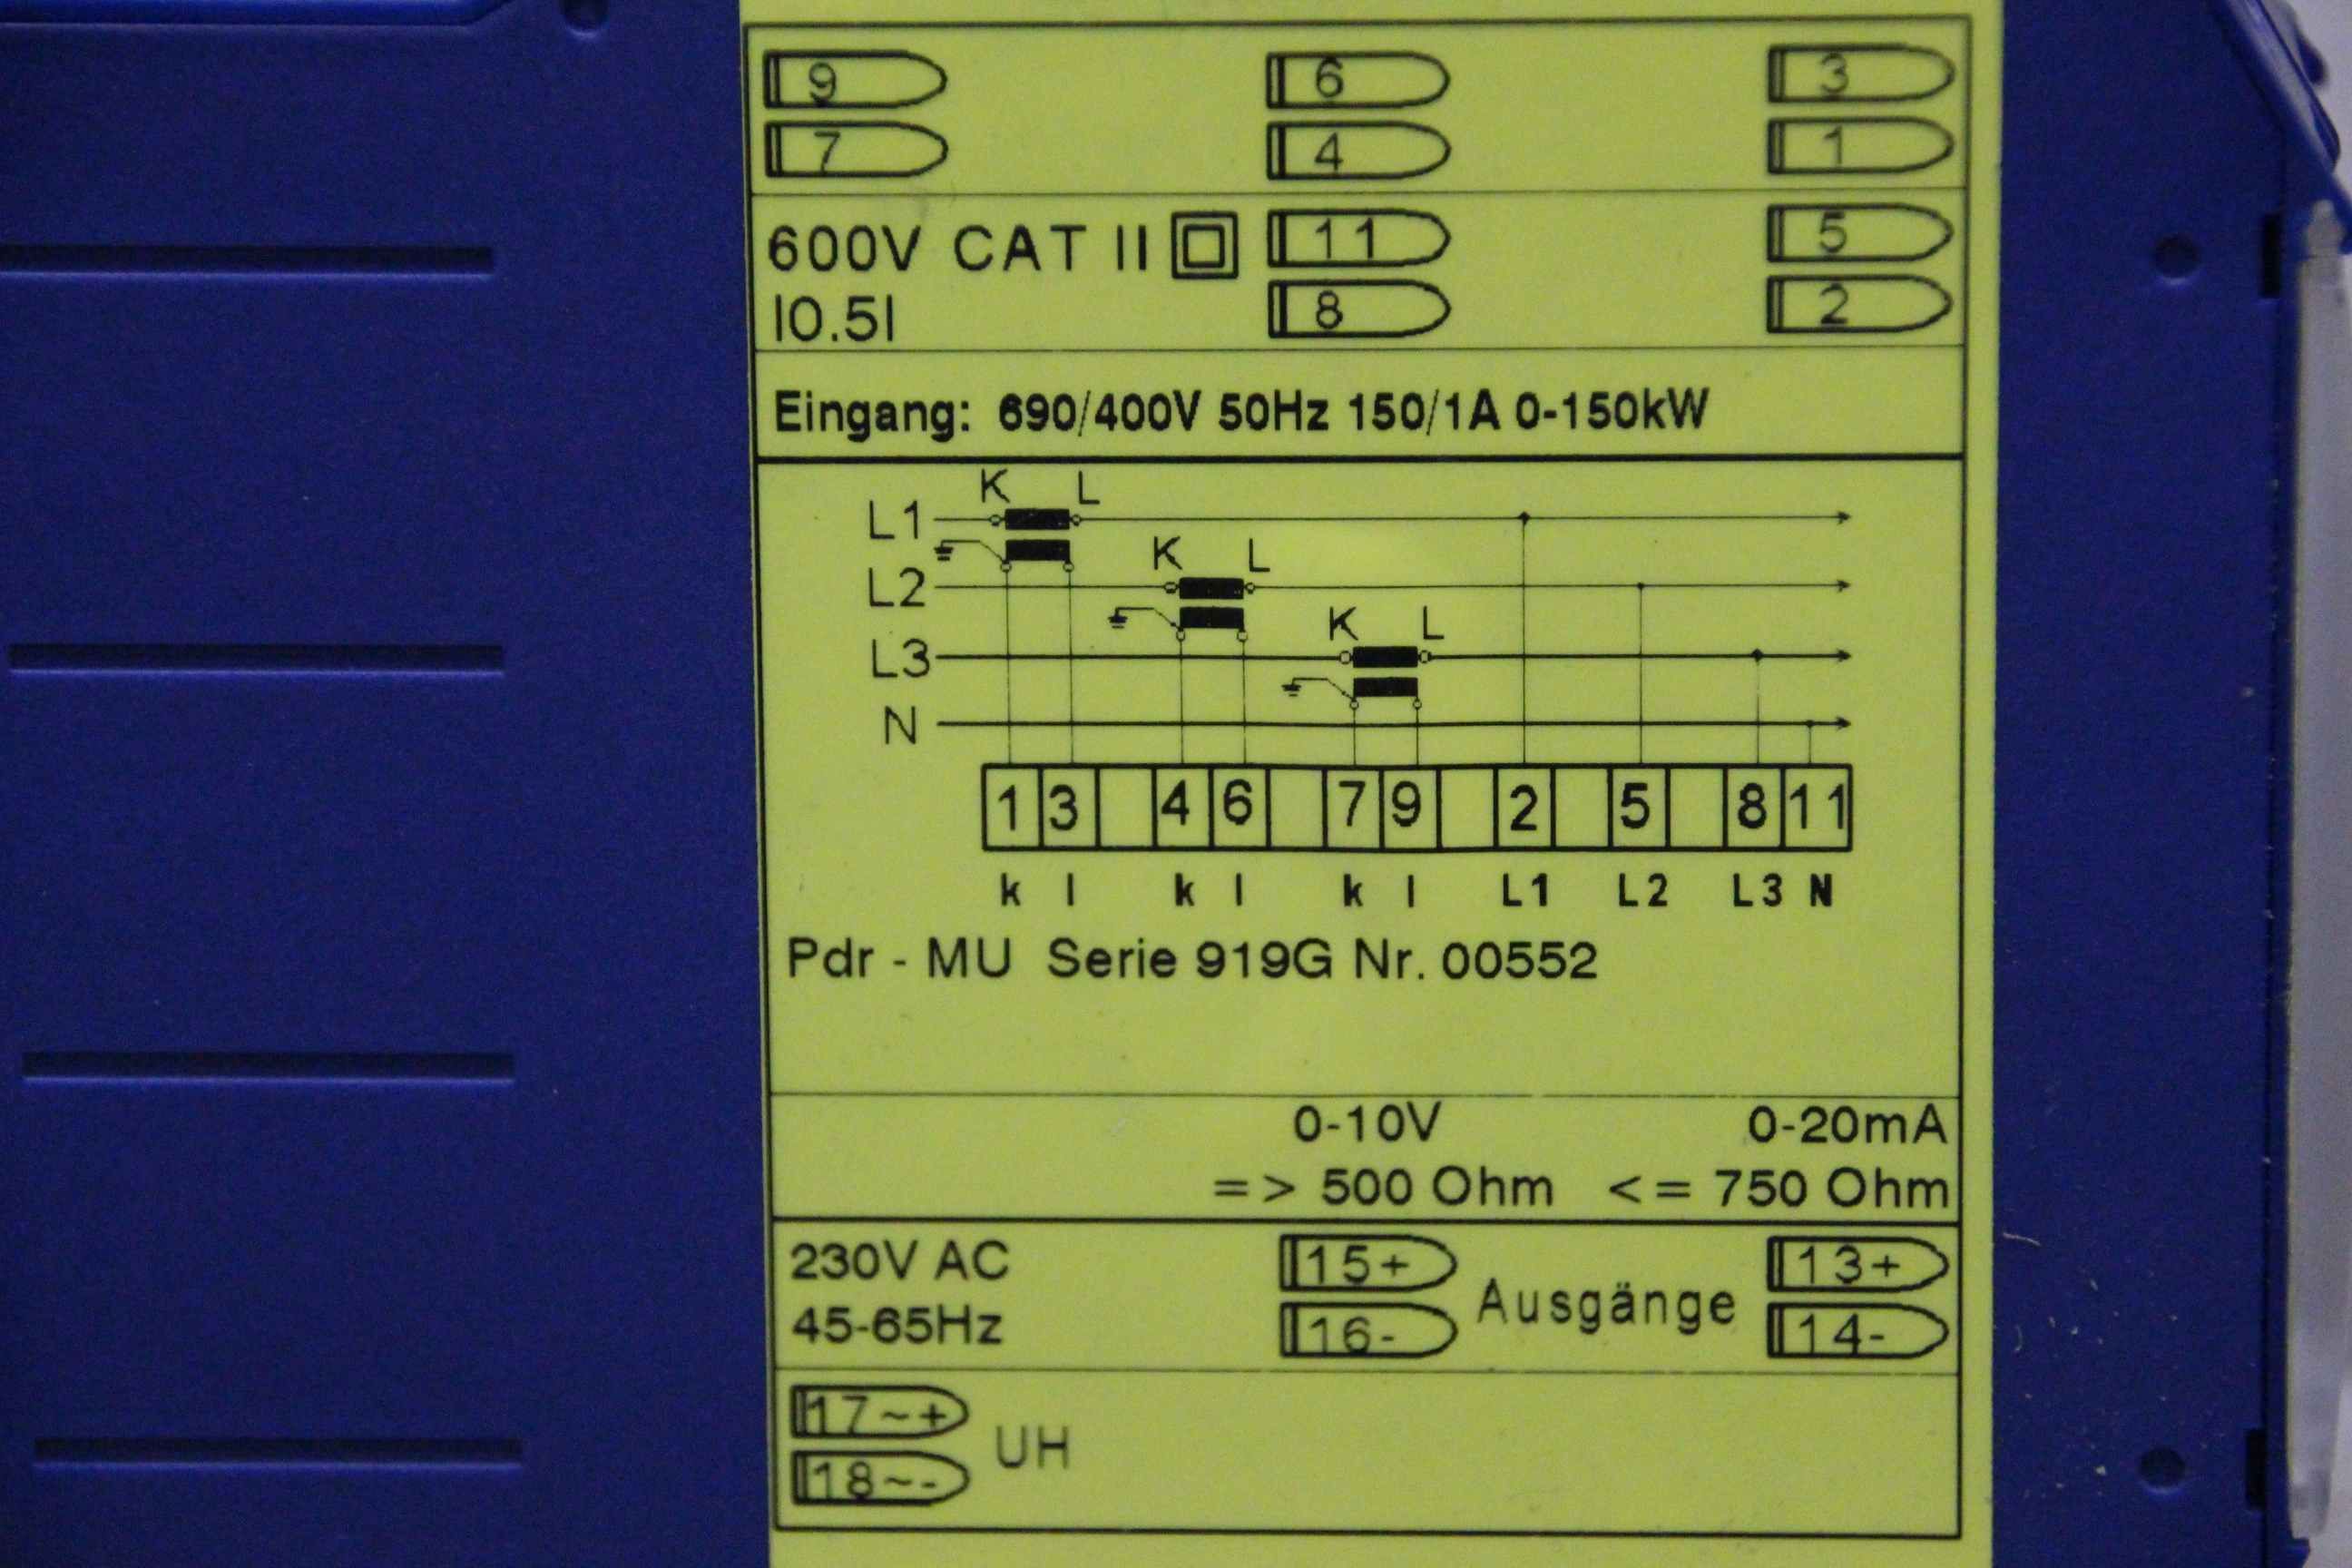 9 6 3
7 4 1
600V CAT II 11 5
I0.5I 8 2
Eingang: 690/400V 50Hz 150/1A 0-150kW
K L
L1
K L
L2
K L
L3
N
1 3 4 6 7 9 2 5 8 11
k l k l k l L1 L2 L3 N
Pdr - MU Serie 919G Nr. 00552
0-10V 0-20mA
=> 500 Ohm <= 750 Ohm
230V AC 15+ Ausgänge 13+
45-65Hz 16- 14-
17~+ UH
18~-